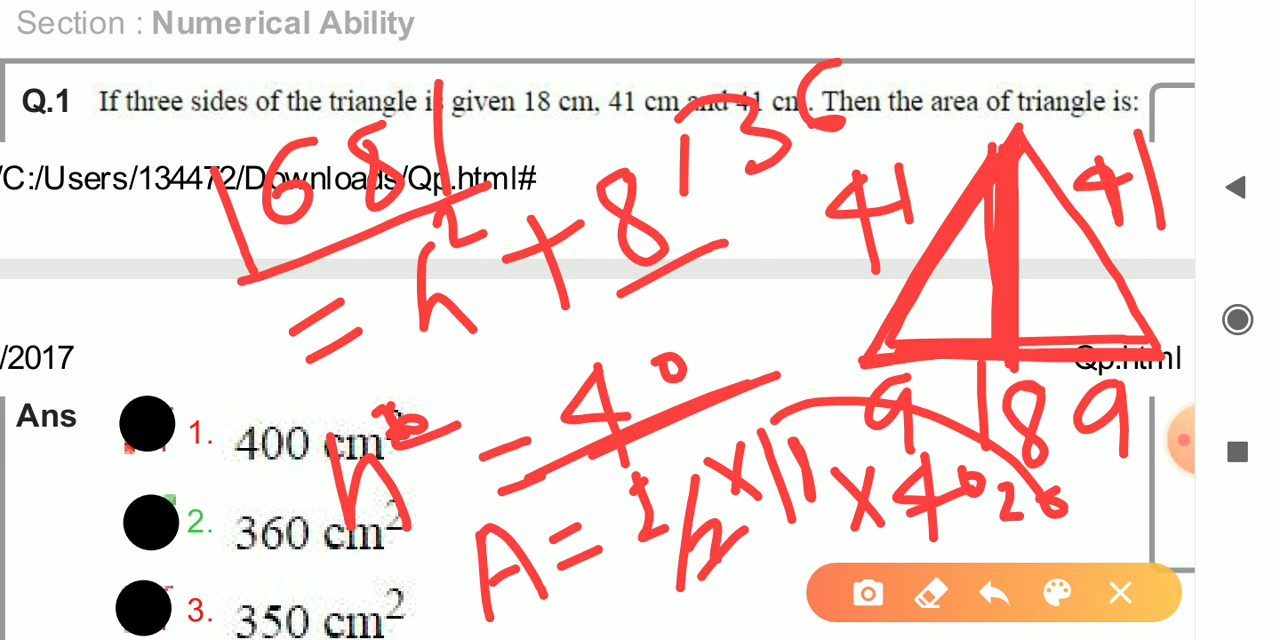 Section : Numerical Ability
Q.1 If three sides of the triangle is given 18 cm, 41 cm and 41 cm. Then the area of triangle is:
136
/C:/Users/134472/Downloads/Qp.html#
1681
= h² + 81
41 41
/2017 Qp.html
9 18 9
h = 40
A = 1/2 × 18 × 40
Ans
1. 400 cm²
2. 360 cm²
3. 350 cm²